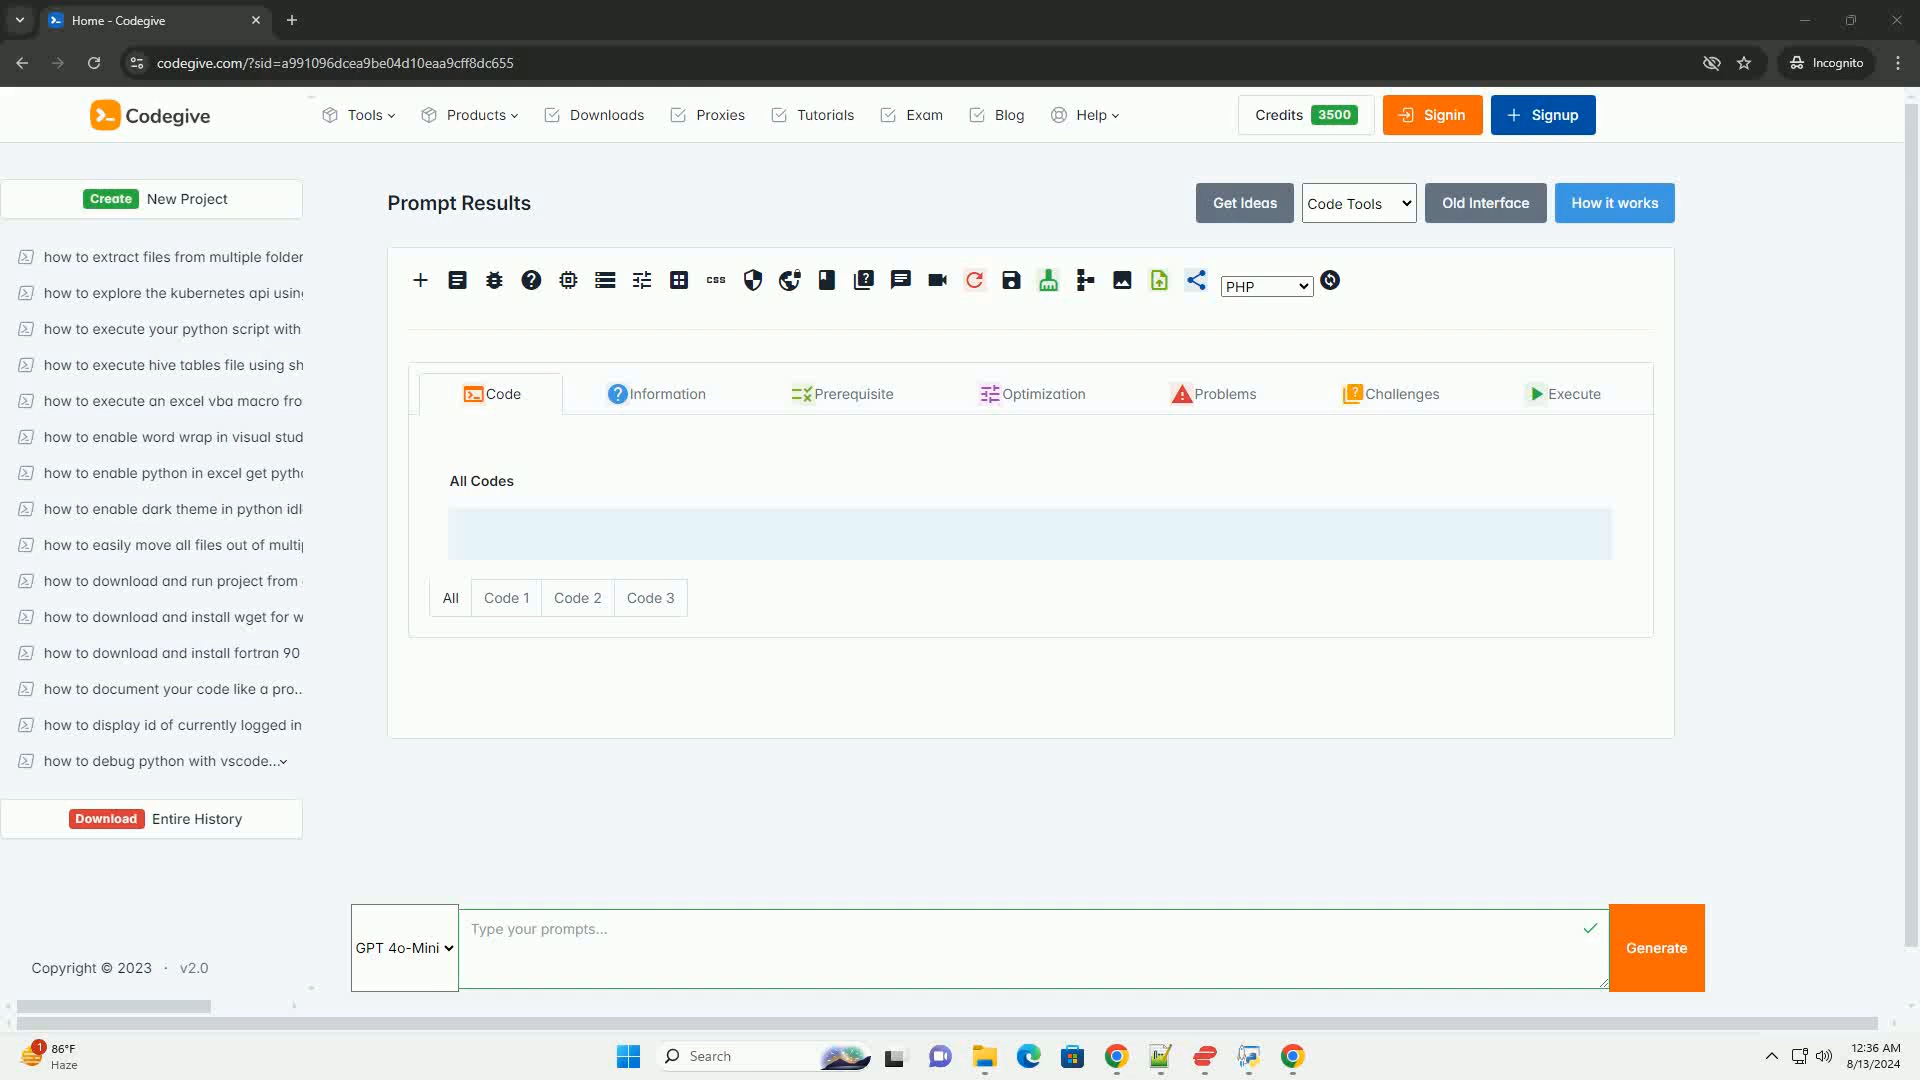 Home - Codegive
codegive.com/?sid=a991096dcea9be04d10eaa9cff8dc655
Incognito
Codegive
Tools
Products
Downloads
Proxies
Tutorials
Exam
Blog
Help
Credits 3500
Signin
Signup
Create New Project
how to extract files from multiple folder
how to explore the kubernetes api usin
how to execute your python script with
how to execute hive tables file using sh
how to execute an excel vba macro fro
how to enable word wrap in visual stud
how to enable python in excel get pyth
how to enable dark theme in python idl
how to easily move all files out of multi
how to download and run project from
how to download and install wget for w
how to download and install fortran 90
how to document your code like a pro...
how to display id of currently logged in
how to debug python with vscode...
Download Entire History
Copyright © 2023 · v2.0
Prompt Results
Get Ideas
Code Tools
Old Interface
How it works
css
PHP
Code
Information
Prerequisite
Optimization
Problems
Challenges
Execute
All Codes
All
Code 1
Code 2
Code 3
GPT 4o-Mini
Type your prompts...
Generate
1
86°F
Haze
Search
12:36 AM
8/13/2024